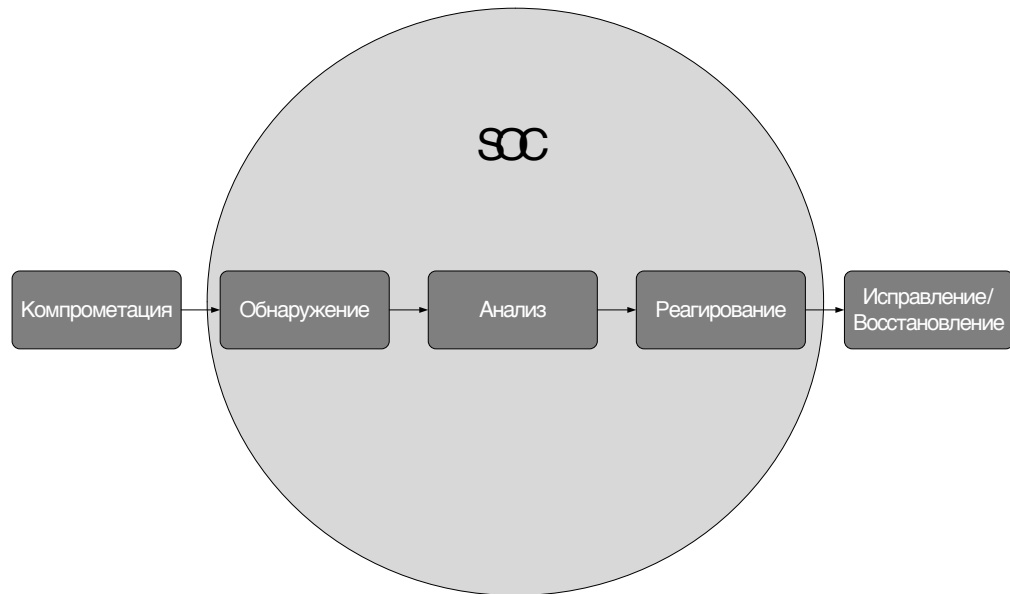 SOC
Компрометация
Обнаружение
Анализ
Реагирование
Исправление/
Восстановление